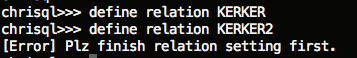 chrisql>>> define relation KERKER
chrisql>>> define relation KERKER2
[Error] Plz finish relation setting first.